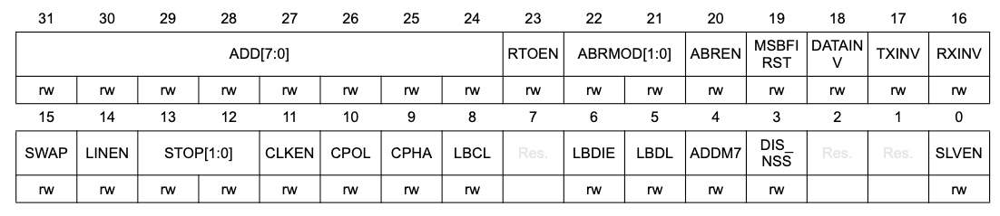 31 30 29 28 27 26 25 24 23 22 21 20 19 18 17 16
ADD[7:0] RTOEN ABRMOD[1:0] ABREN MSBFI RST DATAIN V TXINV RXINV
rw rw rw rw rw rw rw rw rw rw rw rw rw rw rw rw
15 14 13 12 11 10 9 8 7 6 5 4 3 2 1 0
SWAP LINEN STOP[1:0] CLKEN CPOL CPHA LBCL Res. LBDIE LBDL ADDM7 DIS_ NSS Res. Res. SLVEN
rw rw rw rw rw rw rw rw rw rw rw rw rw